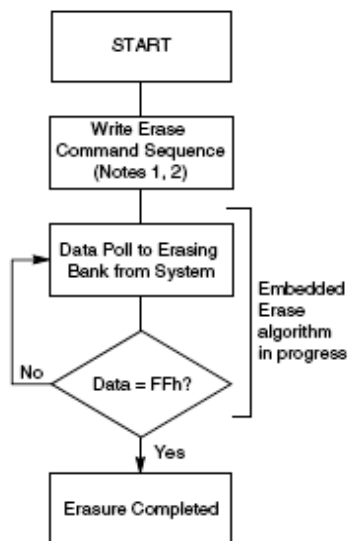 START
Write Erase
Command Sequence
(Notes 1, 2)
Data Poll to Erasing
Bank from System
Embedded
Erase
algorithm
in progress
No
Data = FFh?
Yes
Erasure Completed